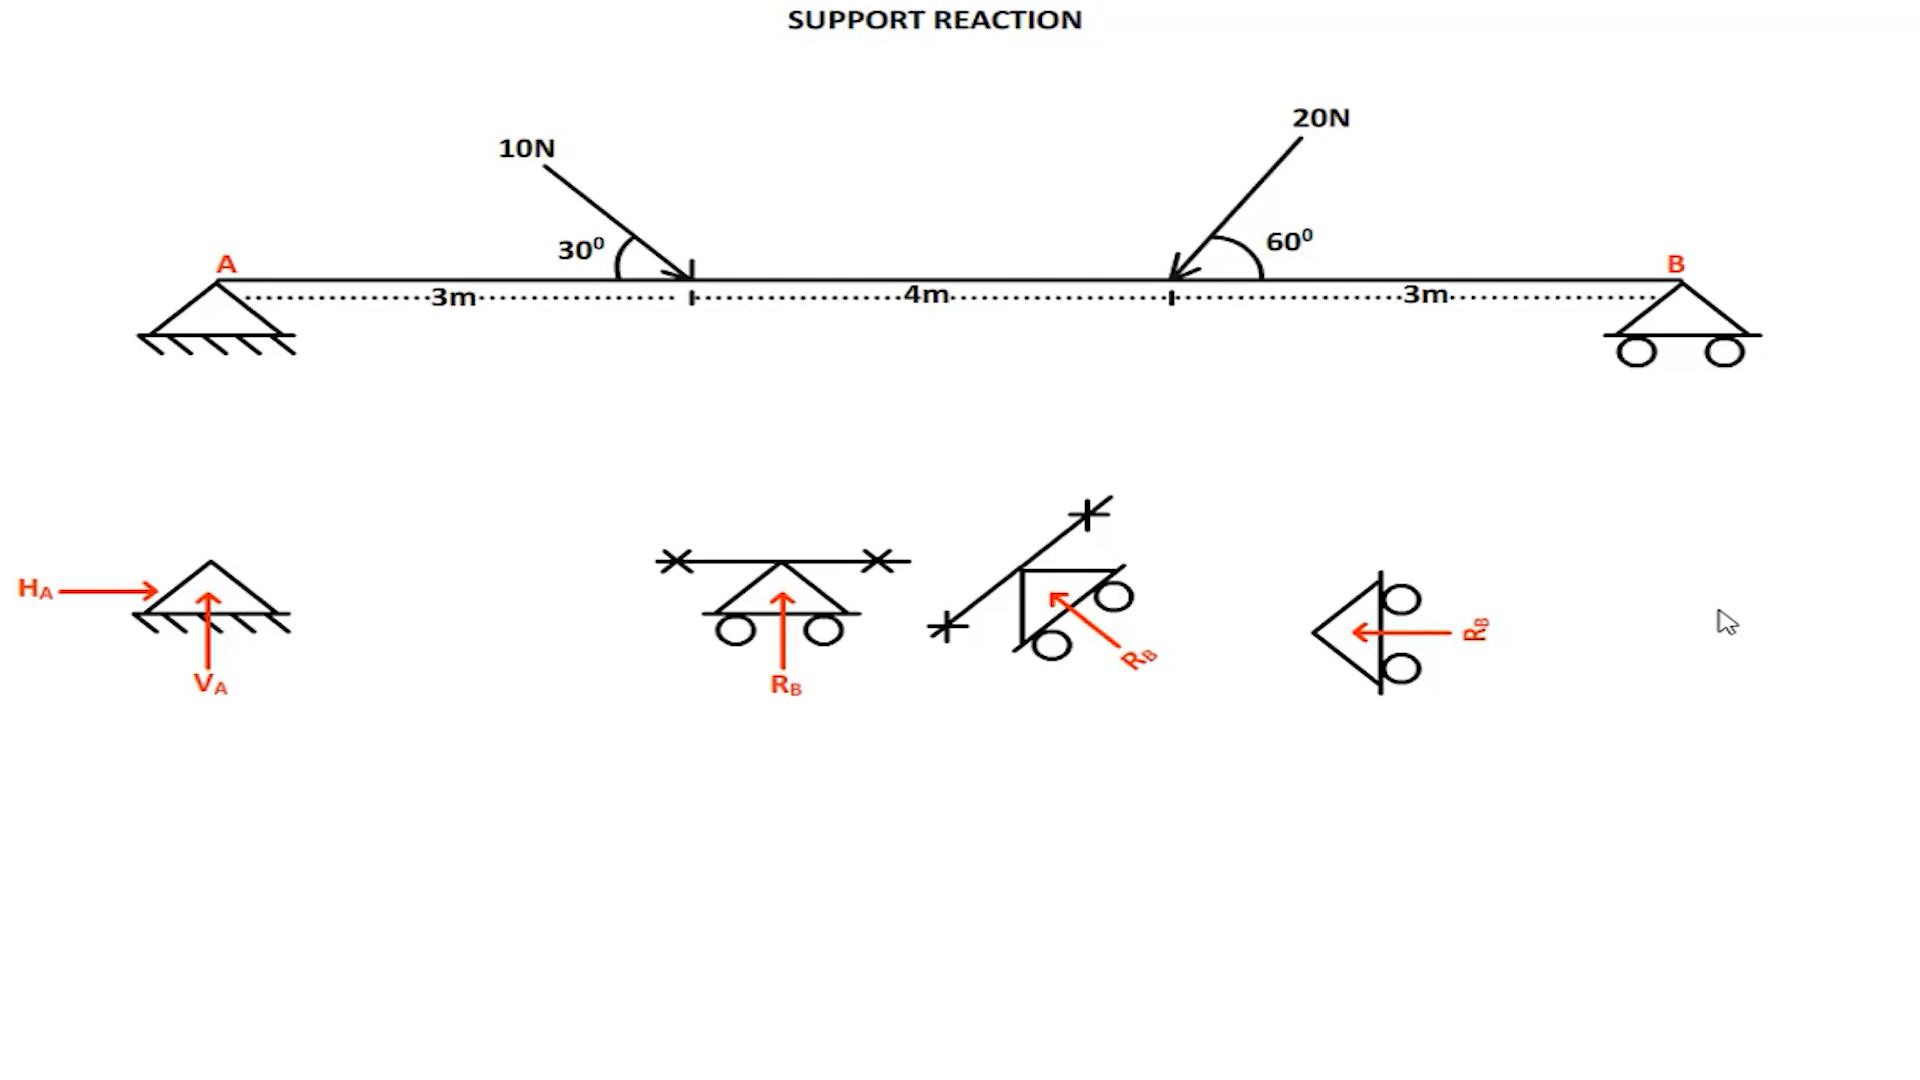 SUPPORT REACTION
20N
10N
60⁰
30⁰
A
B
3m
4m
3m
HA
VA
RB
RB
RB